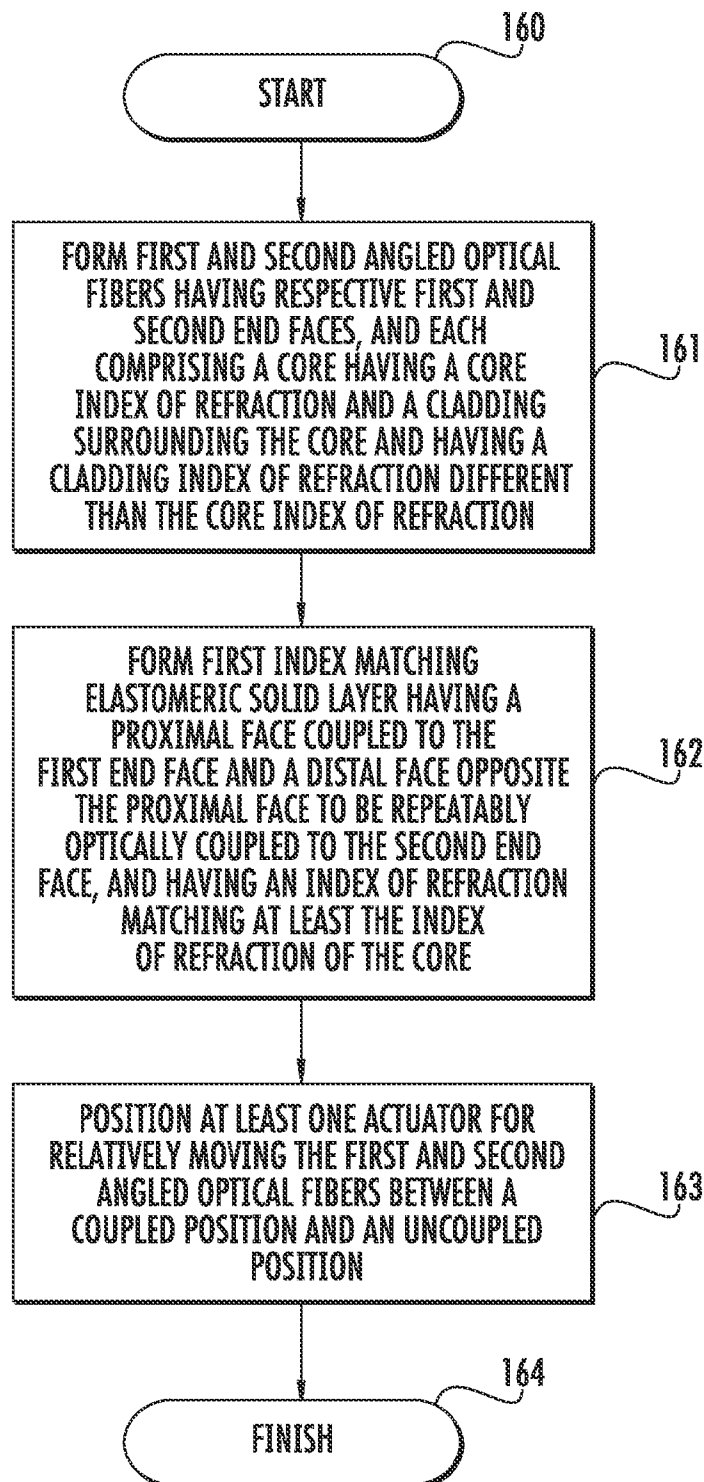 160
START
FORM FIRST AND SECOND ANGLED OPTICAL
FIBERS HAVING RESPECTIVE FIRST AND
SECOND END FACES, AND EACH
COMPRISING A CORE HAVING A CORE
INDEX OF REFRACTION AND A CLADDING
SURROUNDING THE CORE AND HAVING A
CLADDING INDEX OF REFRACTION DIFFERENT
THAN THE CORE INDEX OF REFRACTION
161
FORM FIRST INDEX MATCHING
ELASTOMERIC SOLID LAYER HAVING A
PROXIMAL FACE COUPLED TO THE
FIRST END FACE AND A DISTAL FACE OPPOSITE
THE PROXIMAL FACE TO BE REPEATABLY
OPTICALLY COUPLED TO THE SECOND END
FACE, AND HAVING AN INDEX OF REFRACTION
MATCHING AT LEAST THE INDEX
OF REFRACTION OF THE CORE
162
POSITION AT LEAST ONE ACTUATOR FOR
RELATIVELY MOVING THE FIRST AND SECOND
ANGLED OPTICAL FIBERS BETWEEN A
COUPLED POSITION AND AN UNCOUPLED
POSITION
163
164
FINISH